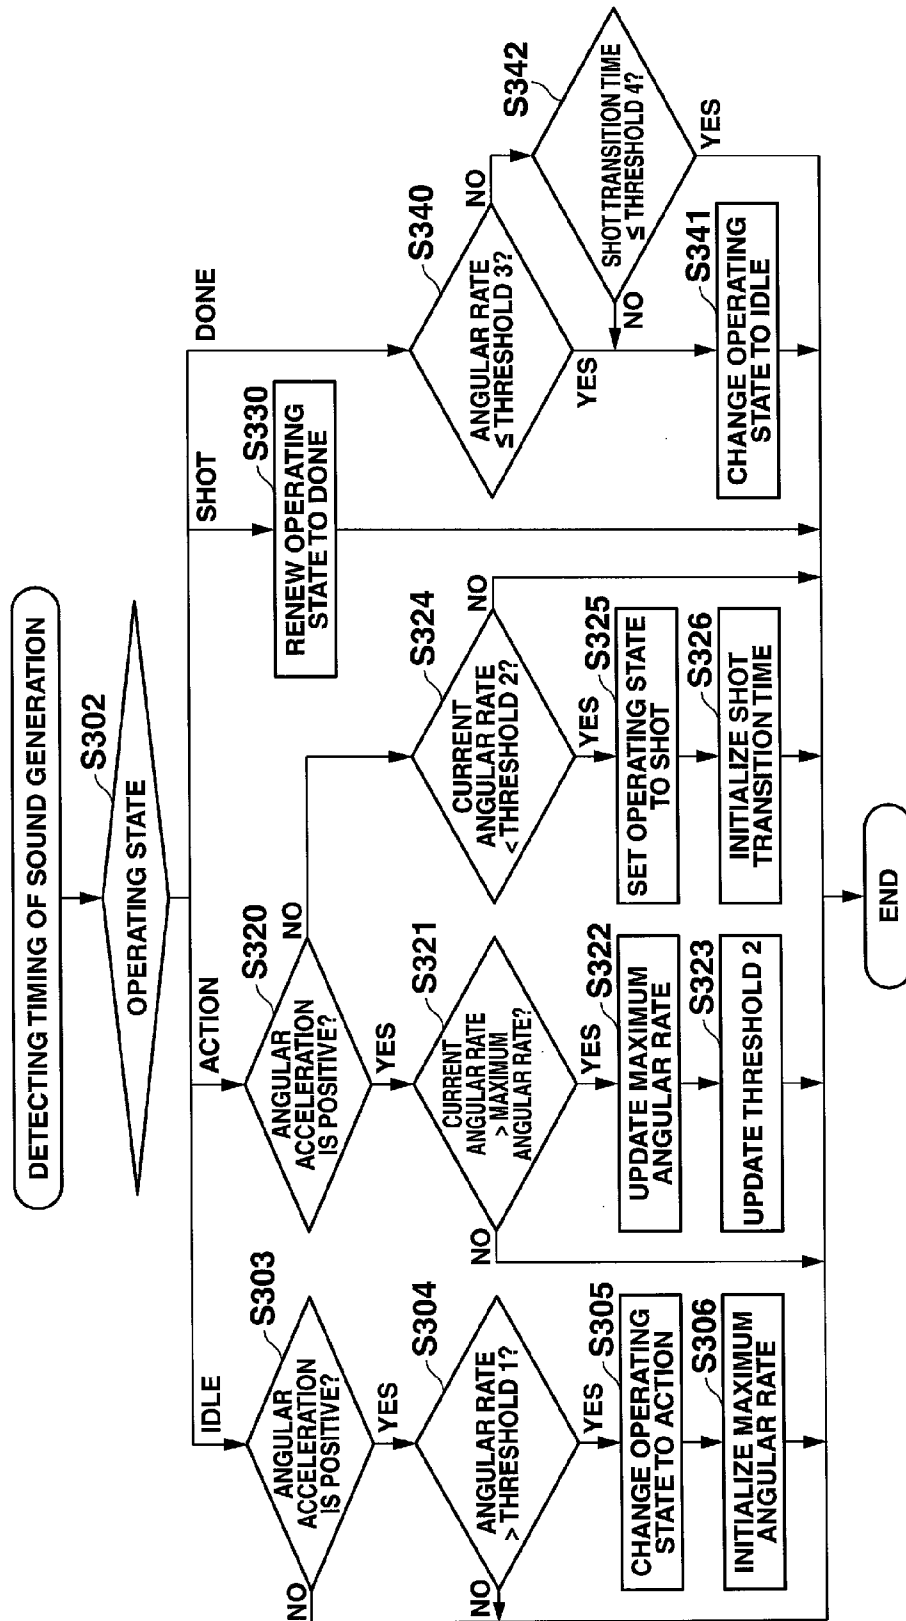 DETECTING TIMING OF SOUND GENERATION
S302
OPERATING STATE
IDLE
ACTION
SHOT
DONE
S303
ANGULAR
ACCELERATION
IS POSITIVE?
NO
YES
S304
ANGULAR RATE
> THRESHOLD 1?
NO
YES
S305
CHANGE OPERATING
STATE TO ACTION
S306
INITIALIZE MAXIMUM
ANGULAR RATE
S320
ANGULAR
ACCELERATION
IS POSITIVE?
NO
YES
S321
CURRENT
ANGULAR RATE
> MAXIMUM
ANGULAR RATE?
NO
YES
S322
UPDATE MAXIMUM
ANGULAR RATE
S323
UPDATE THRESHOLD 2
S324
CURRENT
ANGULAR RATE
< THRESHOLD 2?
NO
YES
S325
SET OPERATING STATE
TO SHOT
S326
INITIALIZE SHOT
TRANSITION TIME
S330
RENEW OPERATING
STATE TO DONE
S340
ANGULAR RATE
≦ THRESHOLD 3?
NO
YES
S342
SHOT TRANSITION TIME
≦ THRESHOLD 4?
NO
YES
S341
CHANGE OPERATING
STATE TO IDLE
END